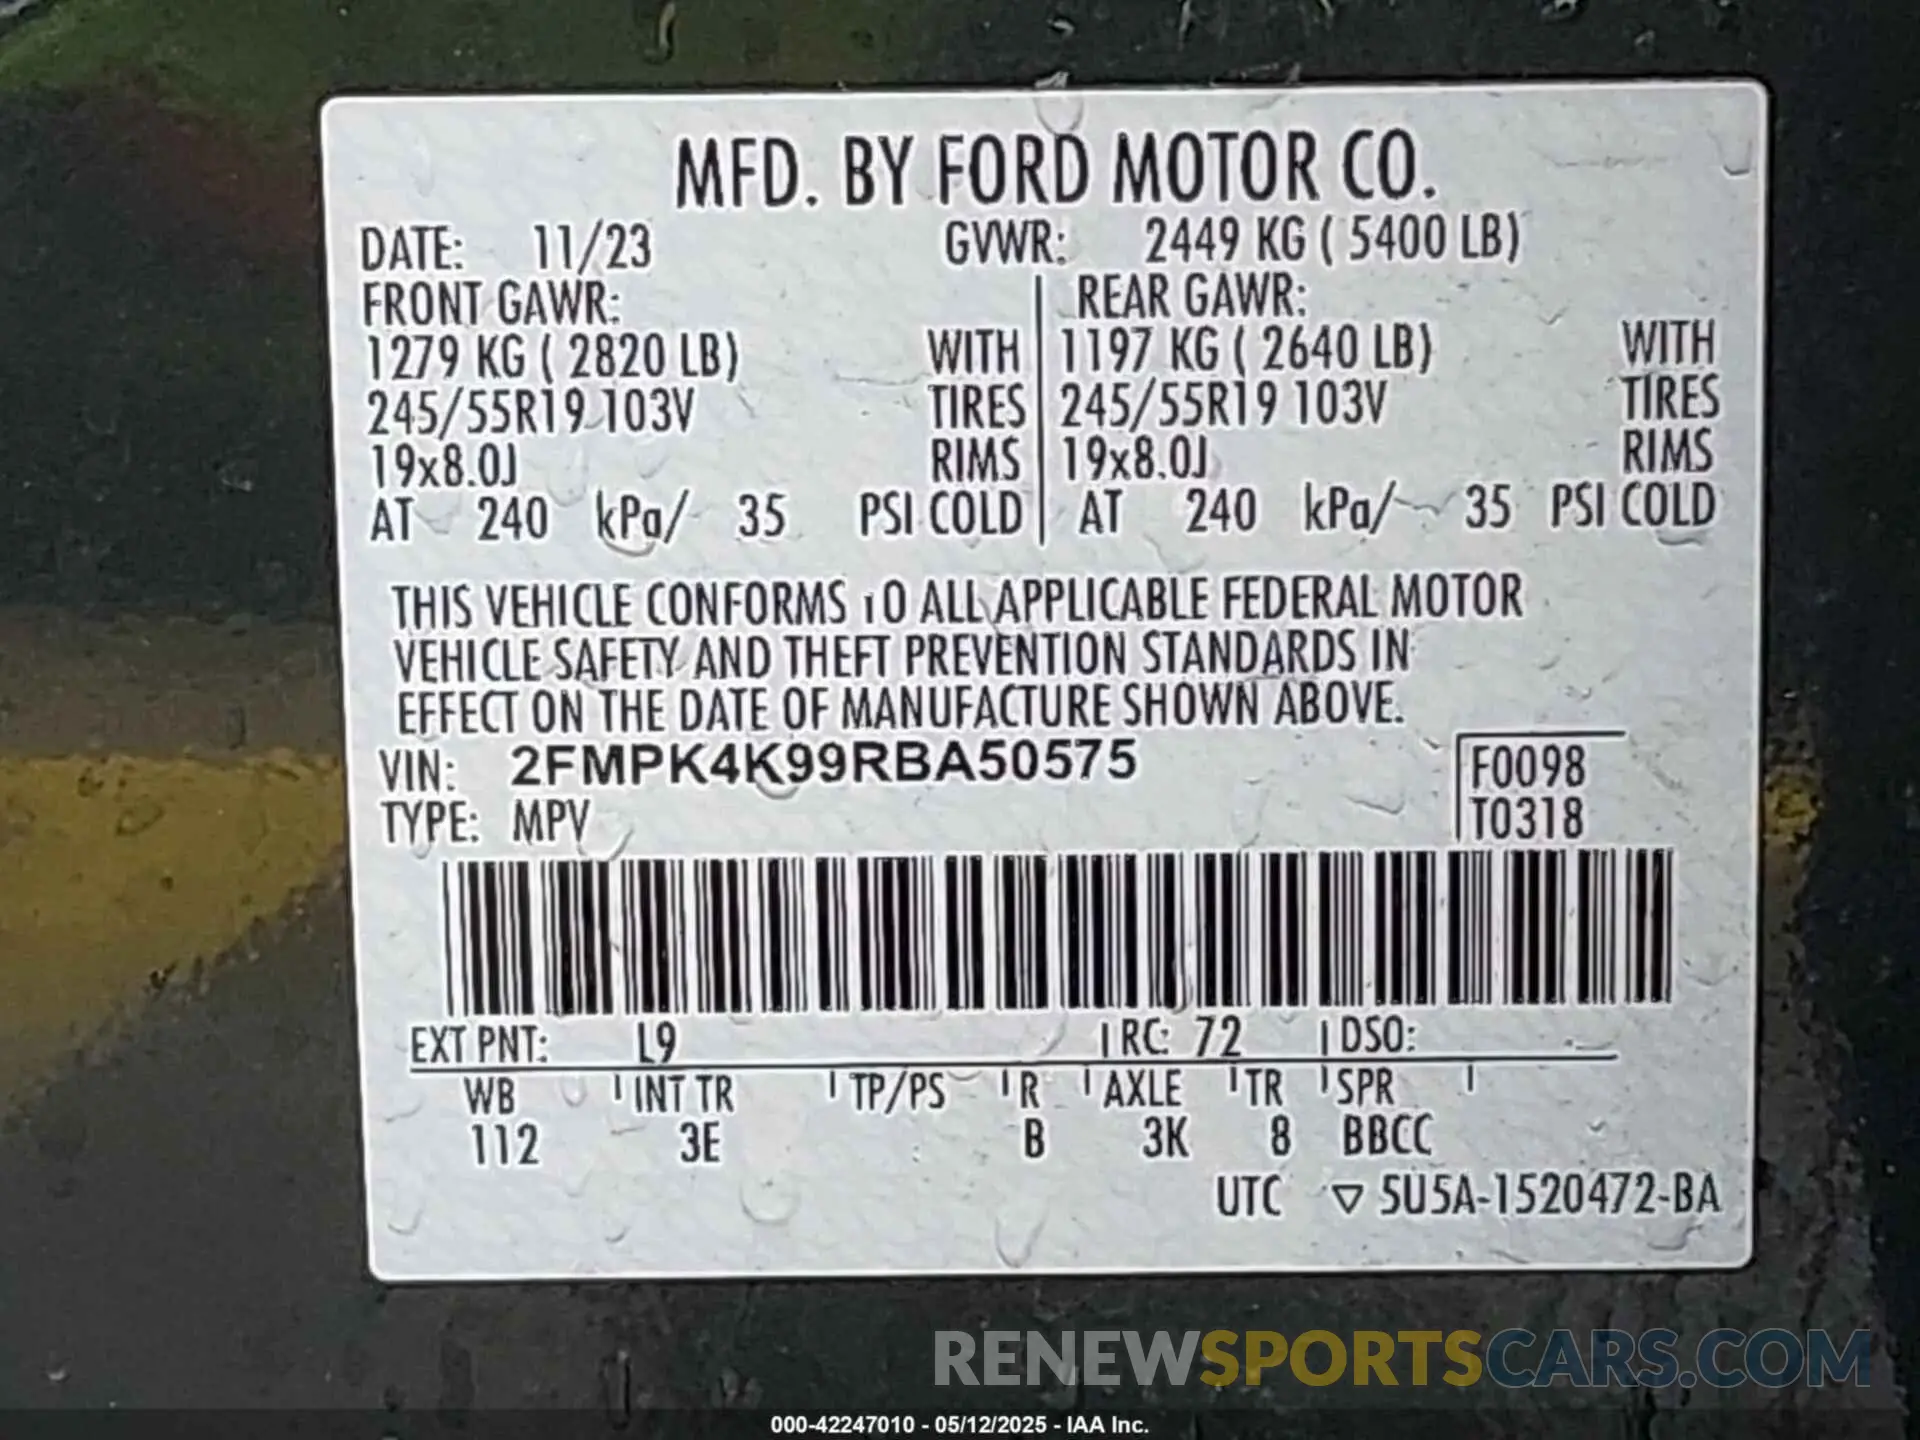 MFD. BY FORD MOTOR CO.
DATE: 11/23 GVWR: 2449 KG ( 5400 LB)
FRONT GAWR: REAR GAWR:
1279 KG ( 2820 LB) WITH 1197 KG ( 2640 LB) WITH
245/55R19 103V TIRES 245/55R19 103V TIRES
19x8.0J RIMS 19x8.0J RIMS
AT 240 kPa/ 35 PSI COLD AT 240 kPa/ 35 PSI COLD
THIS VEHICLE CONFORMS TO ALL APPLICABLE FEDERAL MOTOR
VEHICLE SAFETY AND THEFT PREVENTION STANDARDS IN
EFFECT ON THE DATE OF MANUFACTURE SHOWN ABOVE.
VIN: 2FMPK4K99RBA50575 F0098
TYPE: MPV T0318
EXT PNT: L9 RC: 72 DSO:
WB INT TR TP/PS R AXLE TR SPR
112 3E B 3K 8 BBCC
UTC ▽ 5U5A-1520472-BA
RENEWSPORTSCARS.COM
000-42247010 - 05/12/2025 - IAA Inc.